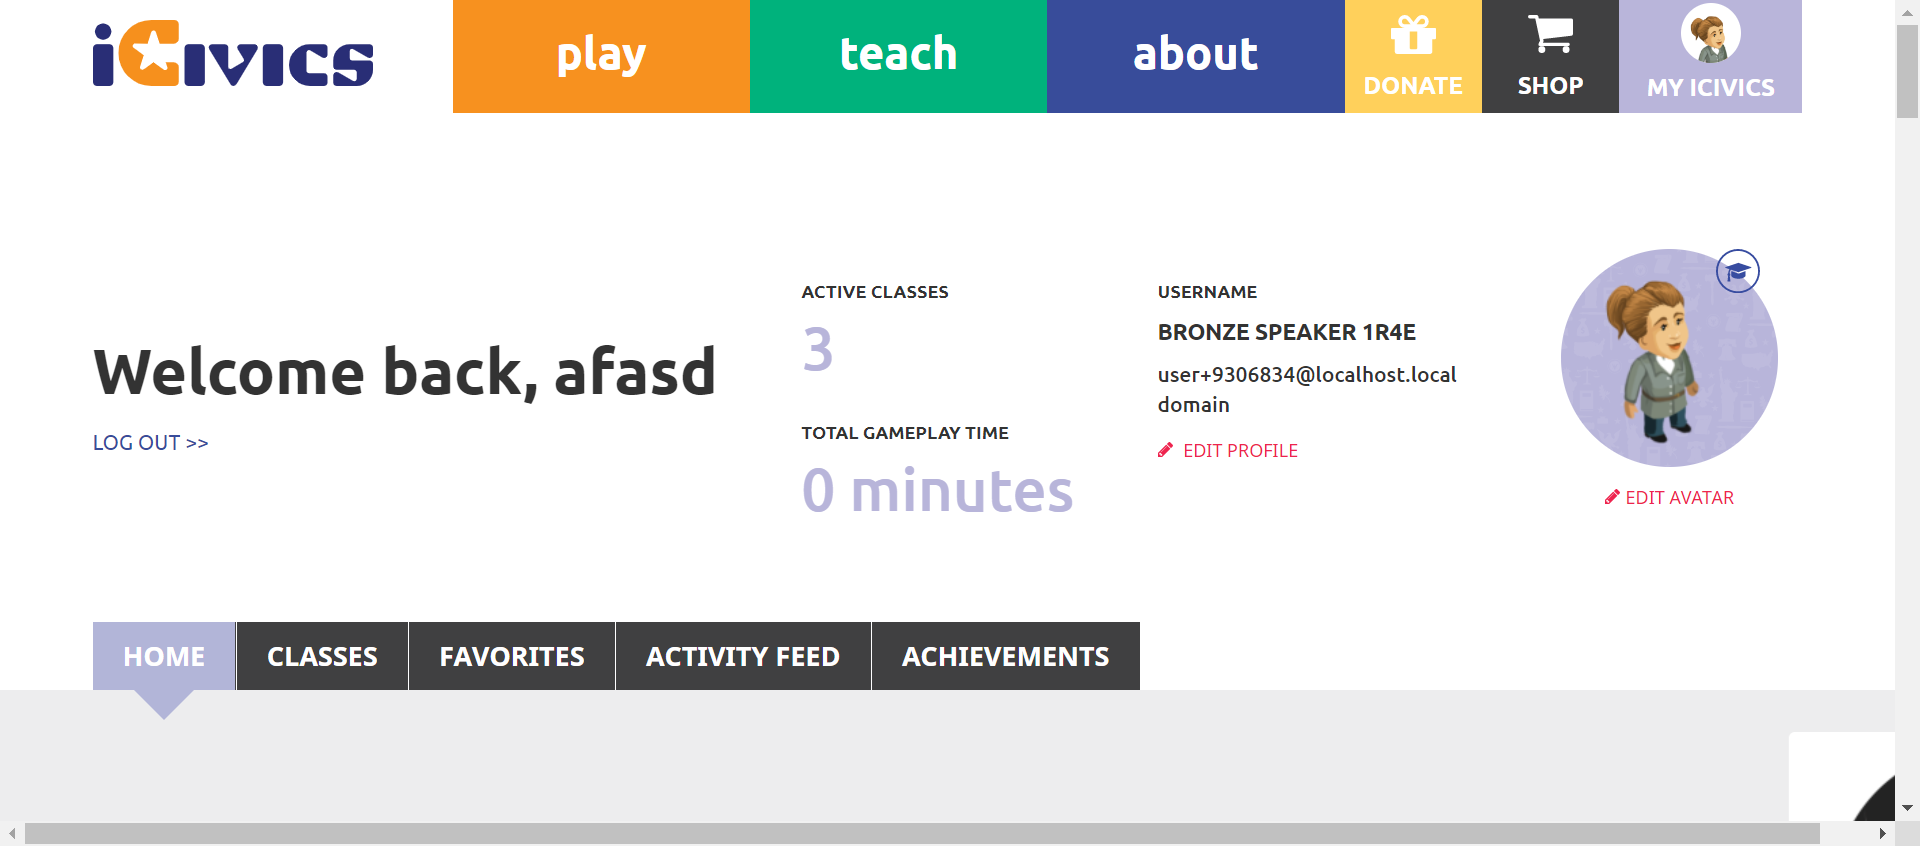 iCivics
play
teach
about
DONATE
SHOP
MY ICIVICS
Welcome back, afasd
LOG OUT >>
ACTIVE CLASSES
3
TOTAL GAMEPLAY TIME
0 minutes
USERNAME
BRONZE SPEAKER 1R4E
user+9306834@localhost.local
domain
EDIT PROFILE
EDIT AVATAR
HOME
CLASSES
FAVORITES
ACTIVITY FEED
ACHIEVEMENTS